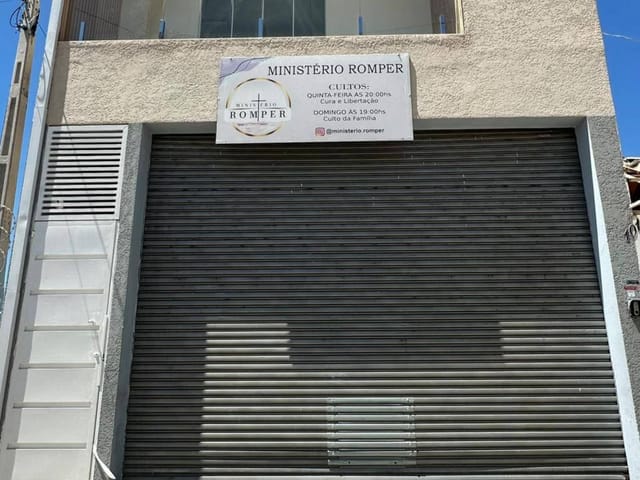 MINISTÉRIO ROMPER
CULTOS:
QUINTA-FEIRA ÀS 20:00hs
Cura e Libertação
DOMINGO ÀS 19:00hs
Culto da Família
@ministerio.romper
MINISTÉRIO
ROMPER